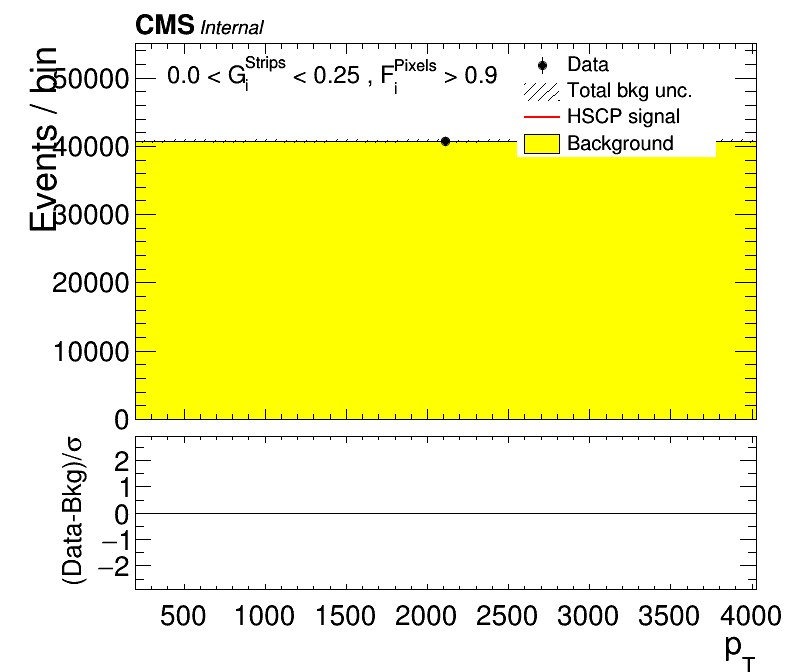 CMS Internal
0.0 < G_i^Strips < 0.25 , F_i^Pixels > 0.9
Data
Total bkg unc.
HSCP signal
Background
Events / bin
50000
40000
30000
20000
10000
0
(Data-Bkg)/σ
2
1
0
−1
−2
500 1000 1500 2000 2500 3000 3500 4000
p_T